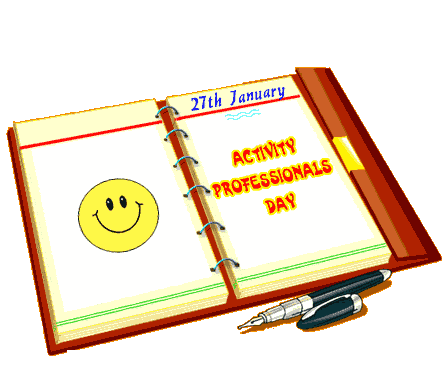 27th January
ACTIVITY
PROFESSIONALS
DAY